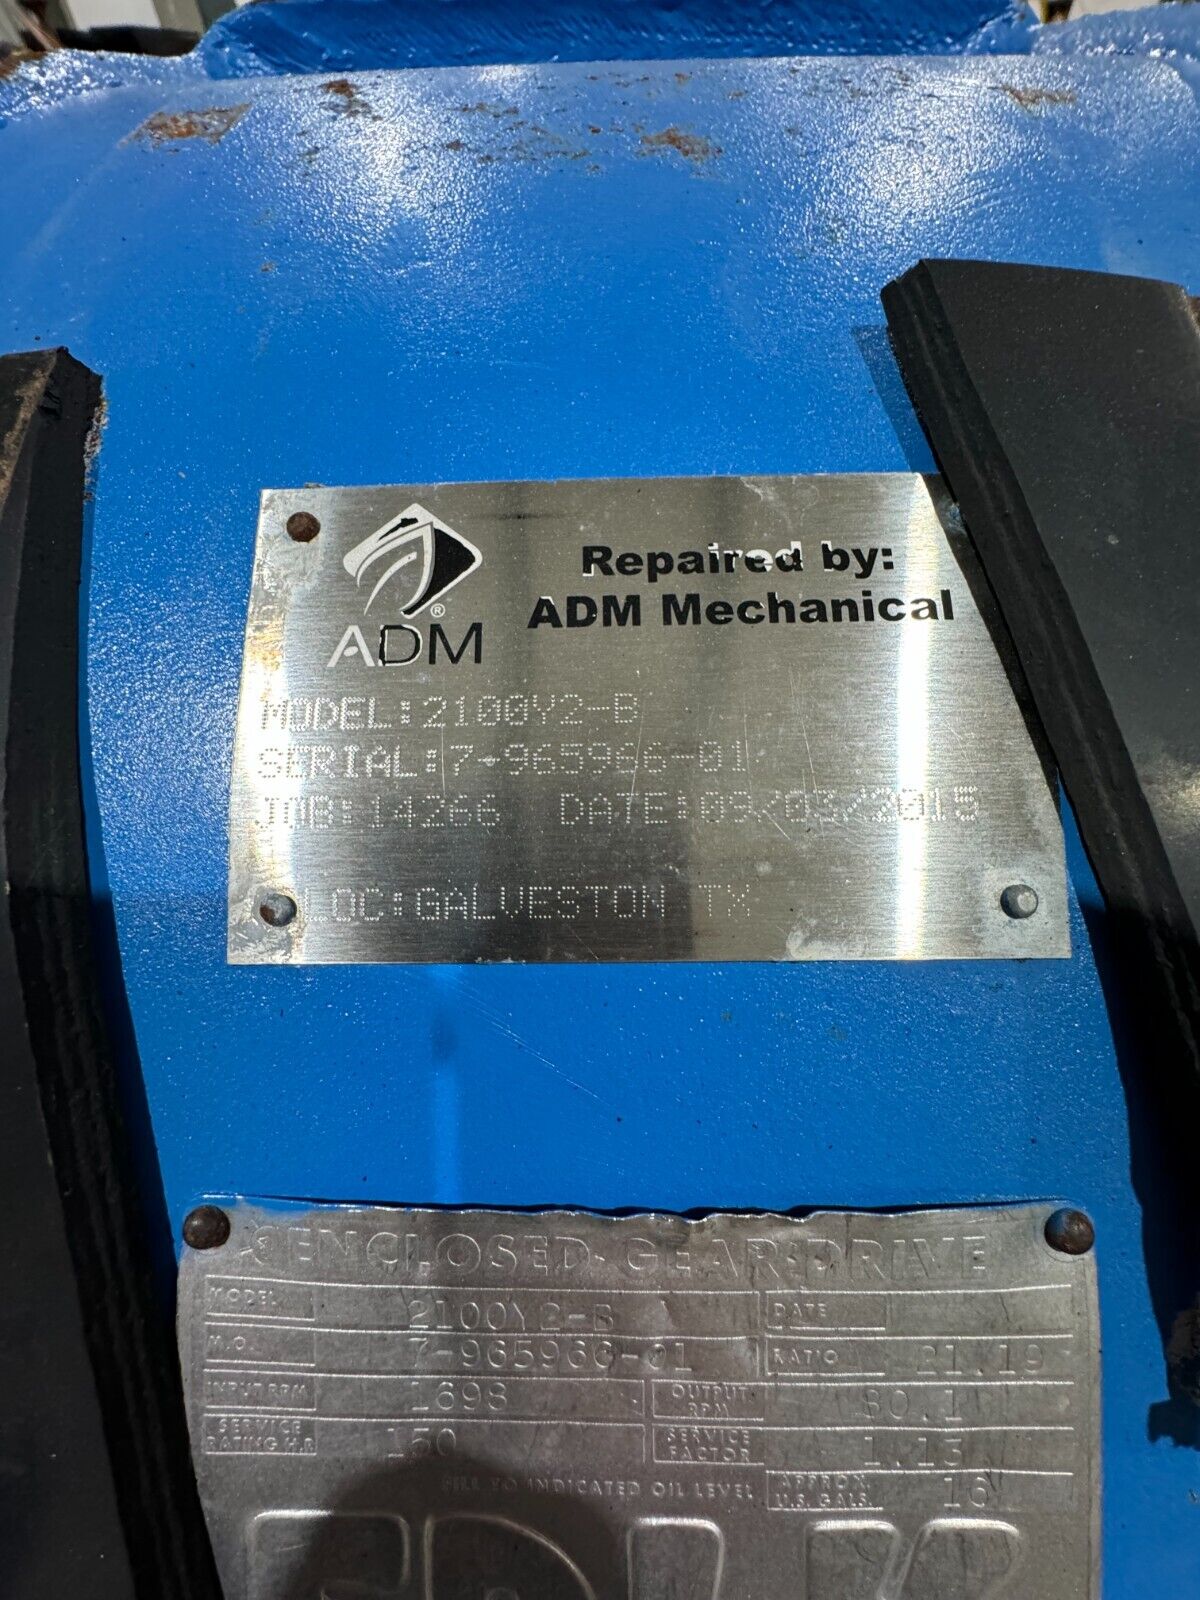 Repaired by:
ADM Mechanical
ADM®
MODEL:2100Y2-B
SERIAL:7-965966-01
JOB:14266 DATE:09/03/2015
LOC:GALVESTON TX
ENCLOSED·GEAR·DRIVE
MODEL 2100Y2-B DATE
M.O. 7-965966-01 RATIO 21.19
INPUT RPM 1698 OUTPUT RPM 80.1
SERVICE RATING H.P. 150 SERVICE FACTOR 1.13
FILL TO INDICATED OIL LEVEL APPROX. U.S. GALS. 16
FALK